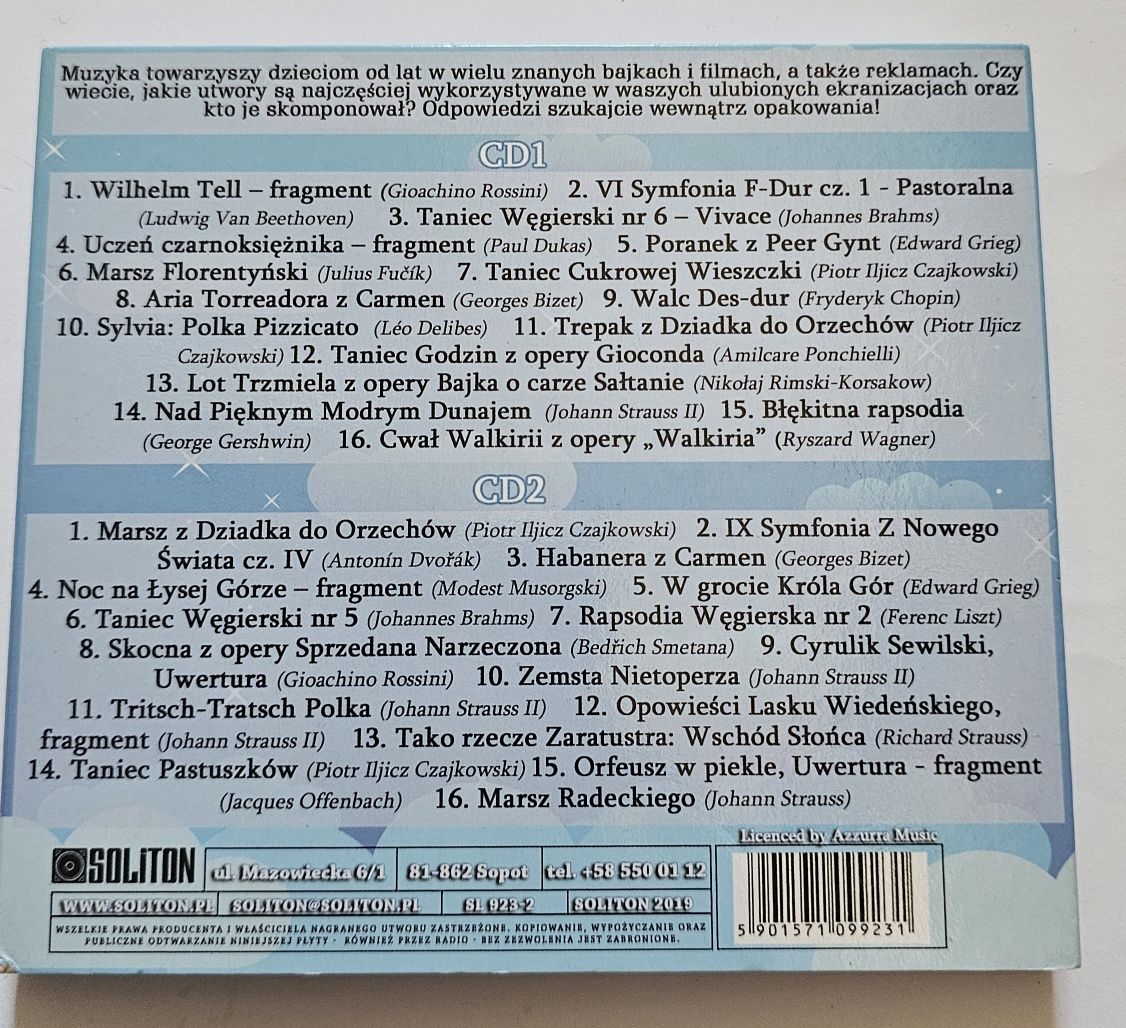 Muzyka towarzyszy dzieciom od lat w wielu znanych bajkach i filmach, a także reklamach. Czy
wiecie, jakie utwory są najczęściej wykorzystywane w waszych ulubionych ekranizacjach oraz
kto je skomponował? Odpowiedzi szukajcie wewnątrz opakowania!
CD1
1. Wilhelm Tell – fragment (Gioachino Rossini) 2. VI Symfonia F-Dur cz. 1 - Pastoralna
(Ludwig Van Beethoven) 3. Taniec Węgierski nr 6 – Vivace (Johannes Brahms)
4. Uczeń czarnoksiężnika – fragment (Paul Dukas) 5. Poranek z Peer Gynt (Edward Grieg)
6. Marsz Florentyński (Julius Fučík) 7. Taniec Cukrowej Wieszczki (Piotr Iljicz Czajkowski)
8. Aria Torreadora z Carmen (Georges Bizet) 9. Walc Des-dur (Fryderyk Chopin)
10. Sylvia: Polka Pizzicato (Léo Delibes) 11. Trepak z Dziadka do Orzechów (Piotr Iljicz
Czajkowski) 12. Taniec Godzin z opery Gioconda (Amilcare Ponchielli)
13. Lot Trzmiela z opery Bajka o carze Sałtanie (Nikołaj Rimski-Korsakow)
14. Nad Pięknym Modrym Dunajem (Johann Strauss II) 15. Błękitna rapsodia
(George Gershwin) 16. Cwał Walkirii z opery „Walkiria” (Ryszard Wagner)
CD2
1. Marsz z Dziadka do Orzechów (Piotr Iljicz Czajkowski) 2. IX Symfonia Z Nowego
Świata cz. IV (Antonín Dvořák) 3. Habanera z Carmen (Georges Bizet)
4. Noc na Łysej Górze – fragment (Modest Musorgski) 5. W grocie Króla Gór (Edward Grieg)
6. Taniec Węgierski nr 5 (Johannes Brahms) 7. Rapsodia Węgierska nr 2 (Ferenc Liszt)
8. Skocna z opery Sprzedana Narzeczona (Bedřich Smetana) 9. Cyrulik Sewilski,
Uwertura (Gioachino Rossini) 10. Zemsta Nietoperza (Johann Strauss II)
11. Tritsch-Tratsch Polka (Johann Strauss II) 12. Opowieści Lasku Wiedeńskiego,
fragment (Johann Strauss II) 13. Tako rzecze Zaratustra: Wschód Słońca (Richard Strauss)
14. Taniec Pastuszków (Piotr Iljicz Czajkowski) 15. Orfeusz w piekle, Uwertura - fragment
(Jacques Offenbach) 16. Marsz Radeckiego (Johann Strauss)
Licenced by Azzurra Music
SOLITON ul. Mazowiecka 6/1 81-862 Sopot tel. +58 550 01 12
WWW.SOLITON.PL SOLITON@SOLITON.PL SL 923-2 SOLITON 2019
WSZELKIE PRAWA PRODUCENTA I WŁAŚCICIELA NAGRANEGO UTWORU ZASTRZEŻONE. KOPIOWANIE, WYPOŻYCZANIE ORAZ
PUBLICZNE ODTWARZANIE NINIEJSZEJ PŁYTY - RÓWNIEŻ PRZEZ RADIO - BEZ ZEZWOLENIA JEST ZABRONIONE.
5 901571 099231